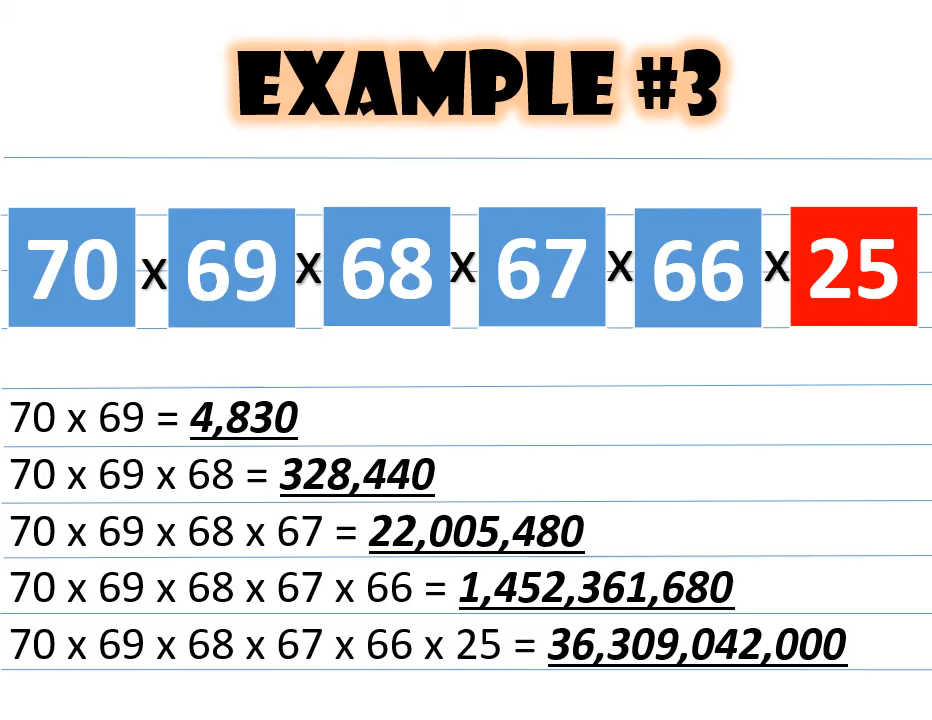 EXAMPLE #3
70 x 69 x 68 x 67 x 66 x 25
70 x 69 = 4,830
70 x 69 x 68 = 328,440
70 x 69 x 68 x 67 = 22,005,480
70 x 69 x 68 x 67 x 66 = 1,452,361,680
70 x 69 x 68 x 67 x 66 x 25 = 36,309,042,000